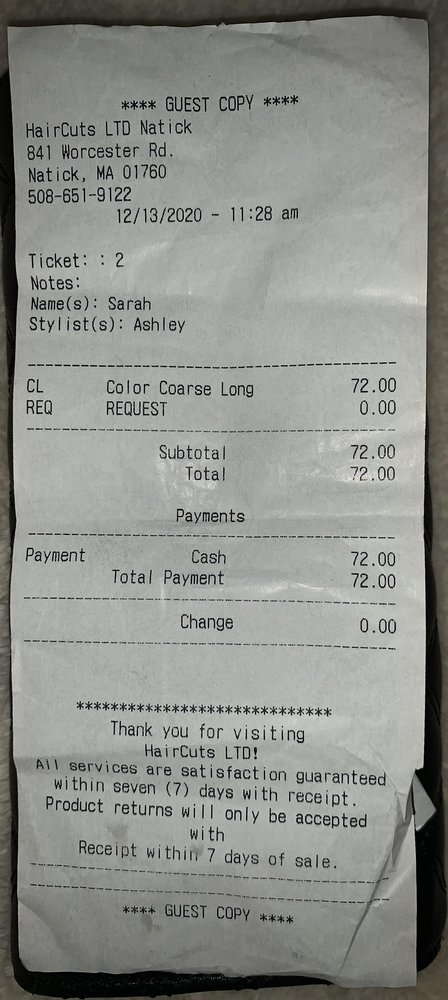 **** GUEST COPY ****
HairCuts LTD Natick
841 Worcester Rd.
Natick, MA 01760
508-651-9122
12/13/2020 - 11:28 am
Ticket: : 2
Notes:
Name(s): Sarah
Stylist(s): Ashley
CL Color Coarse Long 72.00
REQ REQUEST 0.00
Subtotal 72.00
Total 72.00
Payments
Payment Cash 72.00
Total Payment 72.00
Change 0.00
*****************************
Thank you for visiting
HairCuts LTD!
All services are satisfaction guaranteed
within seven (7) days with receipt.
Product returns will only be accepted
with
Receipt within 7 days of sale.
**** GUEST COPY ****